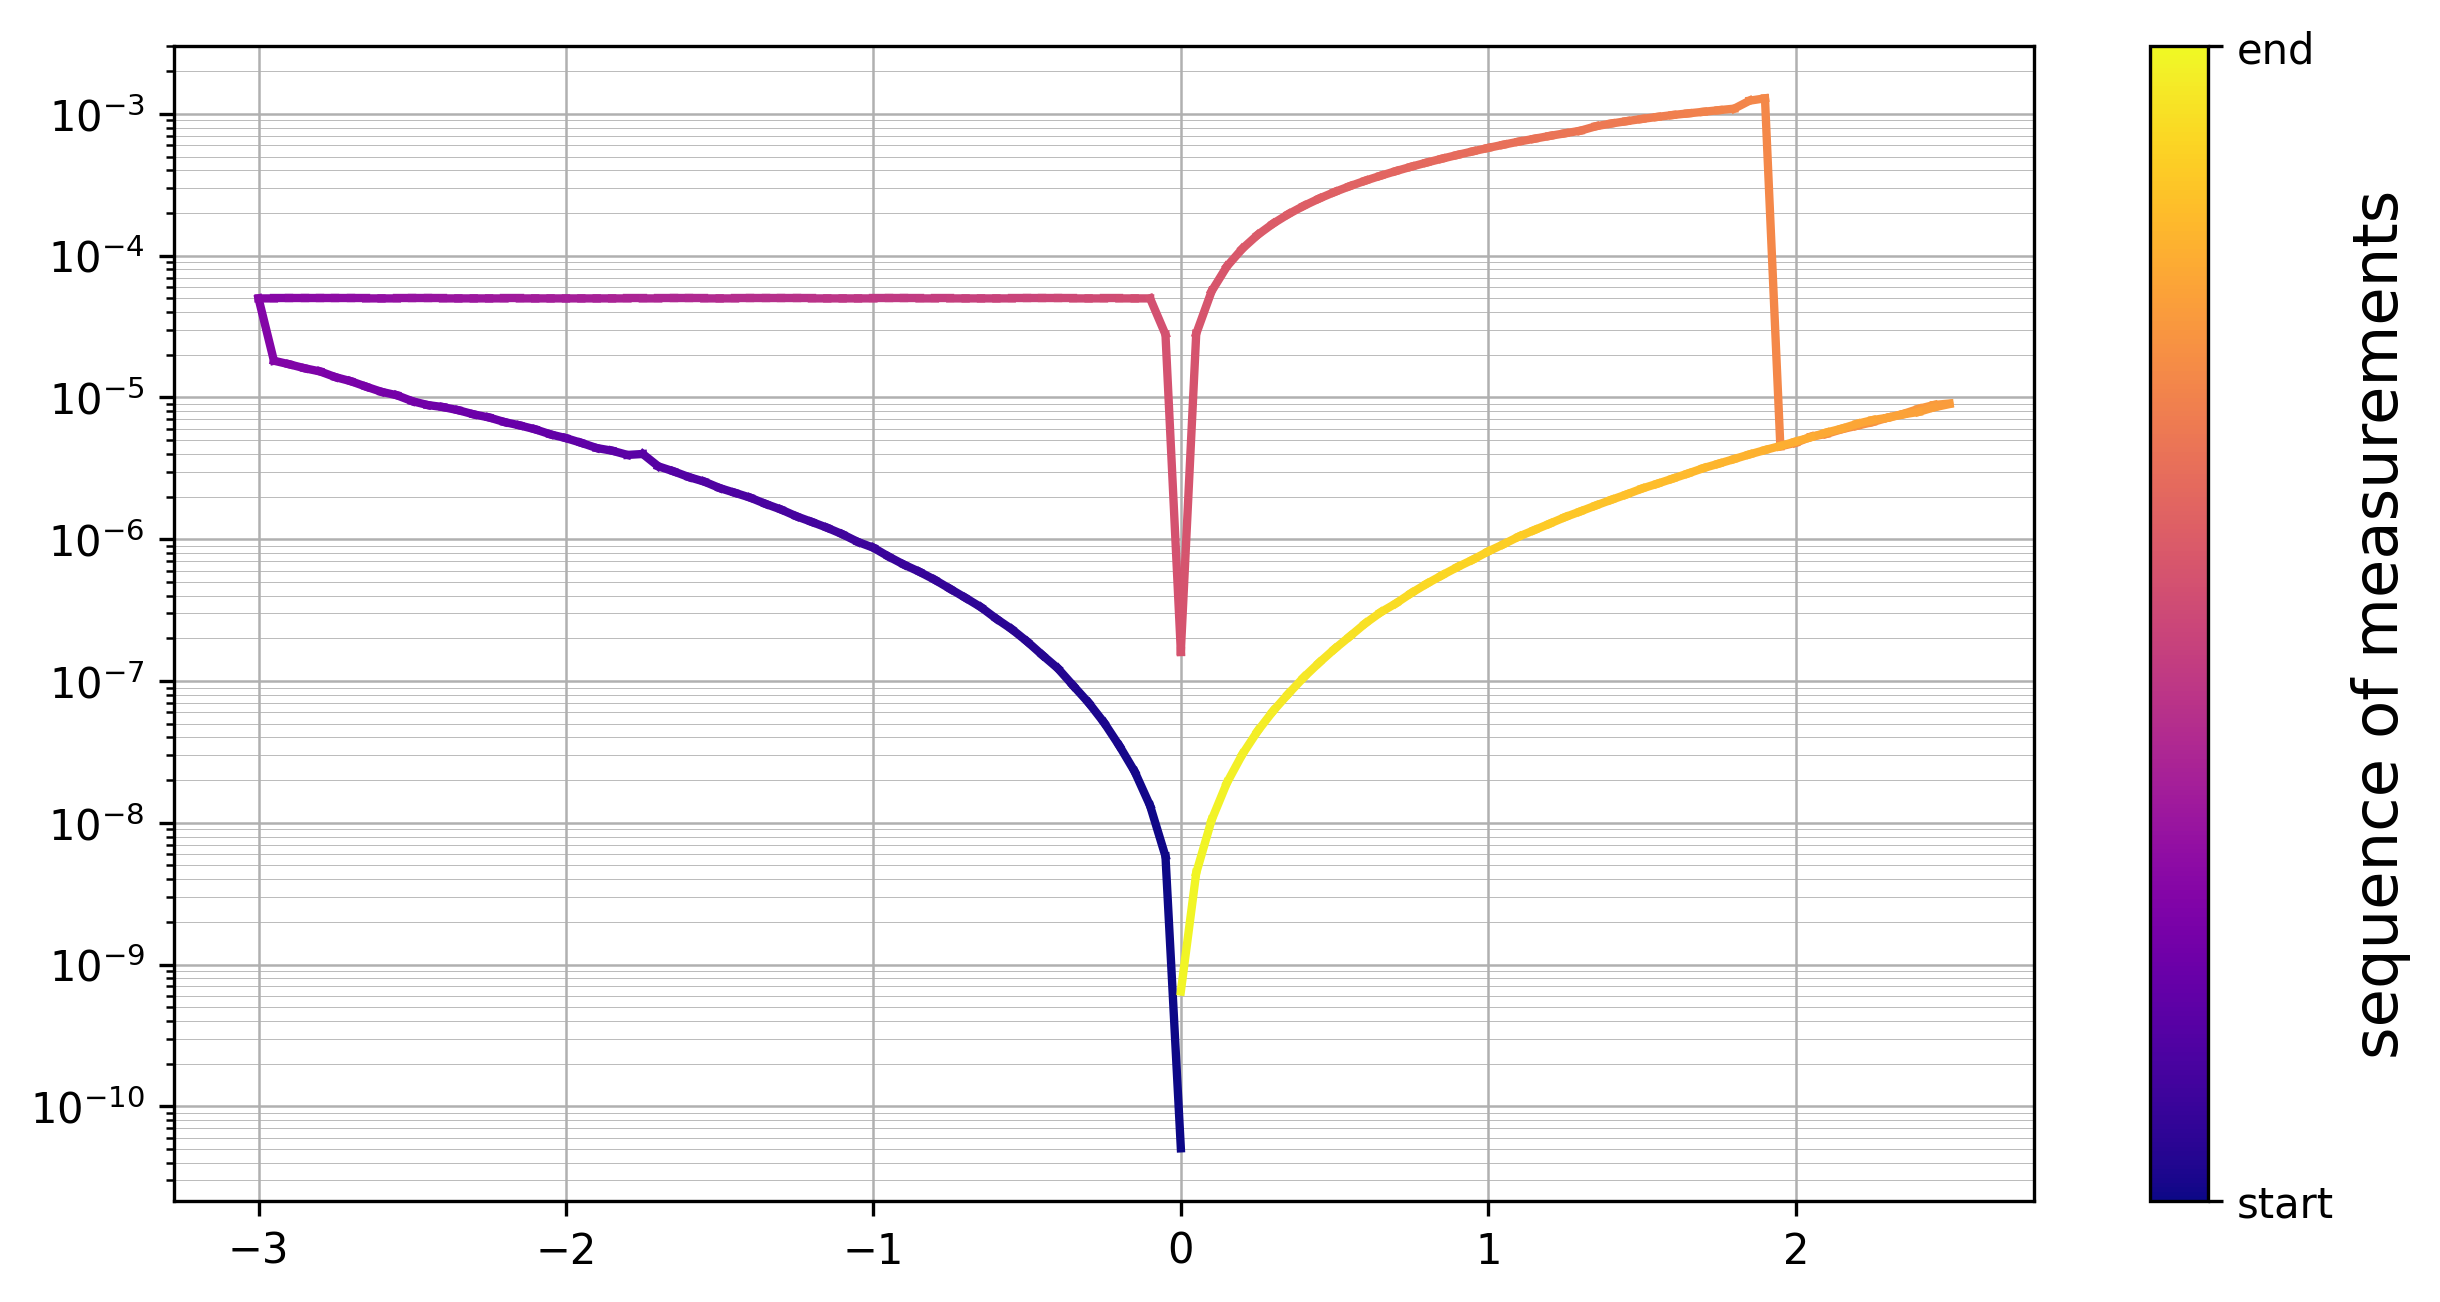 10⁻³
10⁻⁴
10⁻⁵
10⁻⁶
10⁻⁷
10⁻⁸
10⁻⁹
10⁻¹⁰
−3 −2 −1 0 1 2
end
start
sequence of measurements